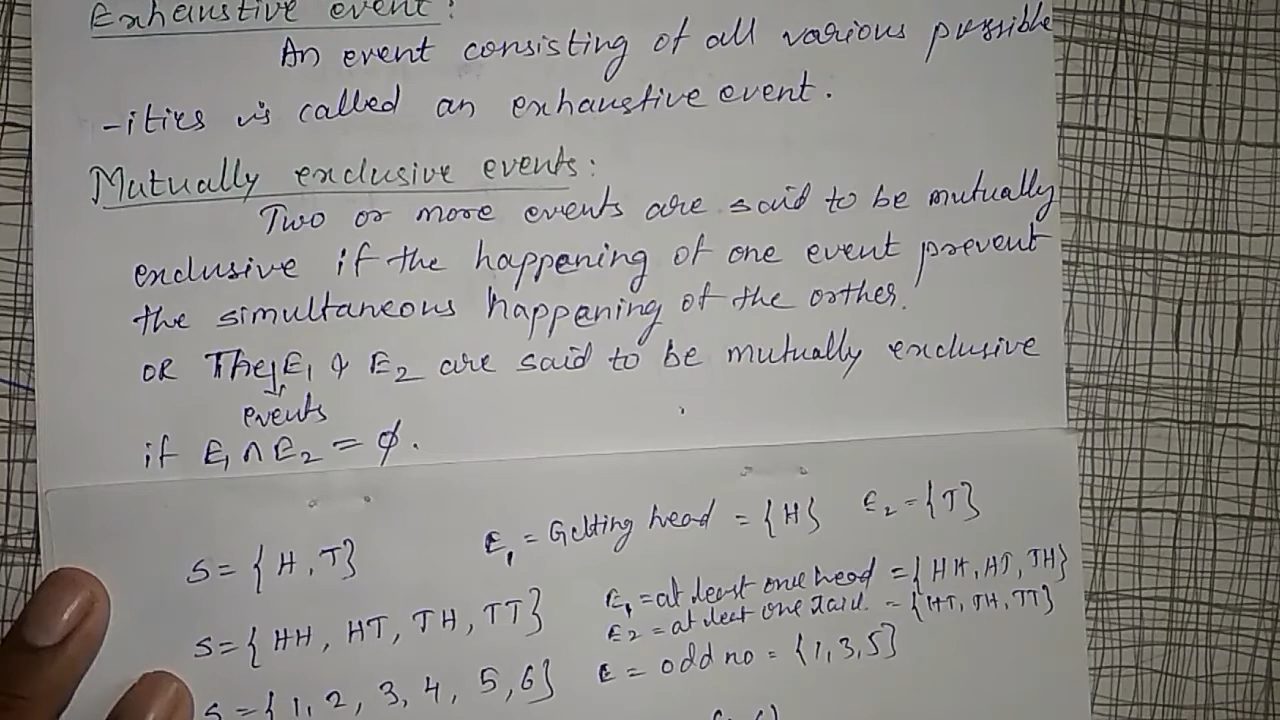 Exhaustive event:
An event consisting of all various possible
-ities is called an exhaustive event.
Mutually exclusive events:
Two or more events are said to be mutually
exclusive if the happening of one event prevent
the simultaneous happening of the orther.
OR The E₁ & E₂ are said to be mutually exclusive
events
if E₁ ∩ E₂ = ϕ.
S = { H, T} E₁ = Getting head = {H} E₂ = {T}
S = { HH, HT, TH, TT} E₁ = at least one head = { HH, HT, TH}
E₂ = at leat one = {HT, TH, TT}
S = { 1, 2, 3, 4, 5, 6} E = odd no = {1, 3, 5}